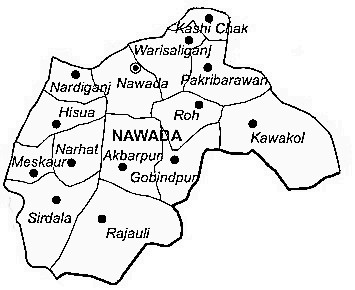 Kashi Chak
Warisaliganj
Nardiganj
Nawada
Pakribarawan
Hisua
Roh
NAWADA
Kawakol
Meskaur
Narhat
Akbarpur
Gobindpur
Sirdala
Rajauli